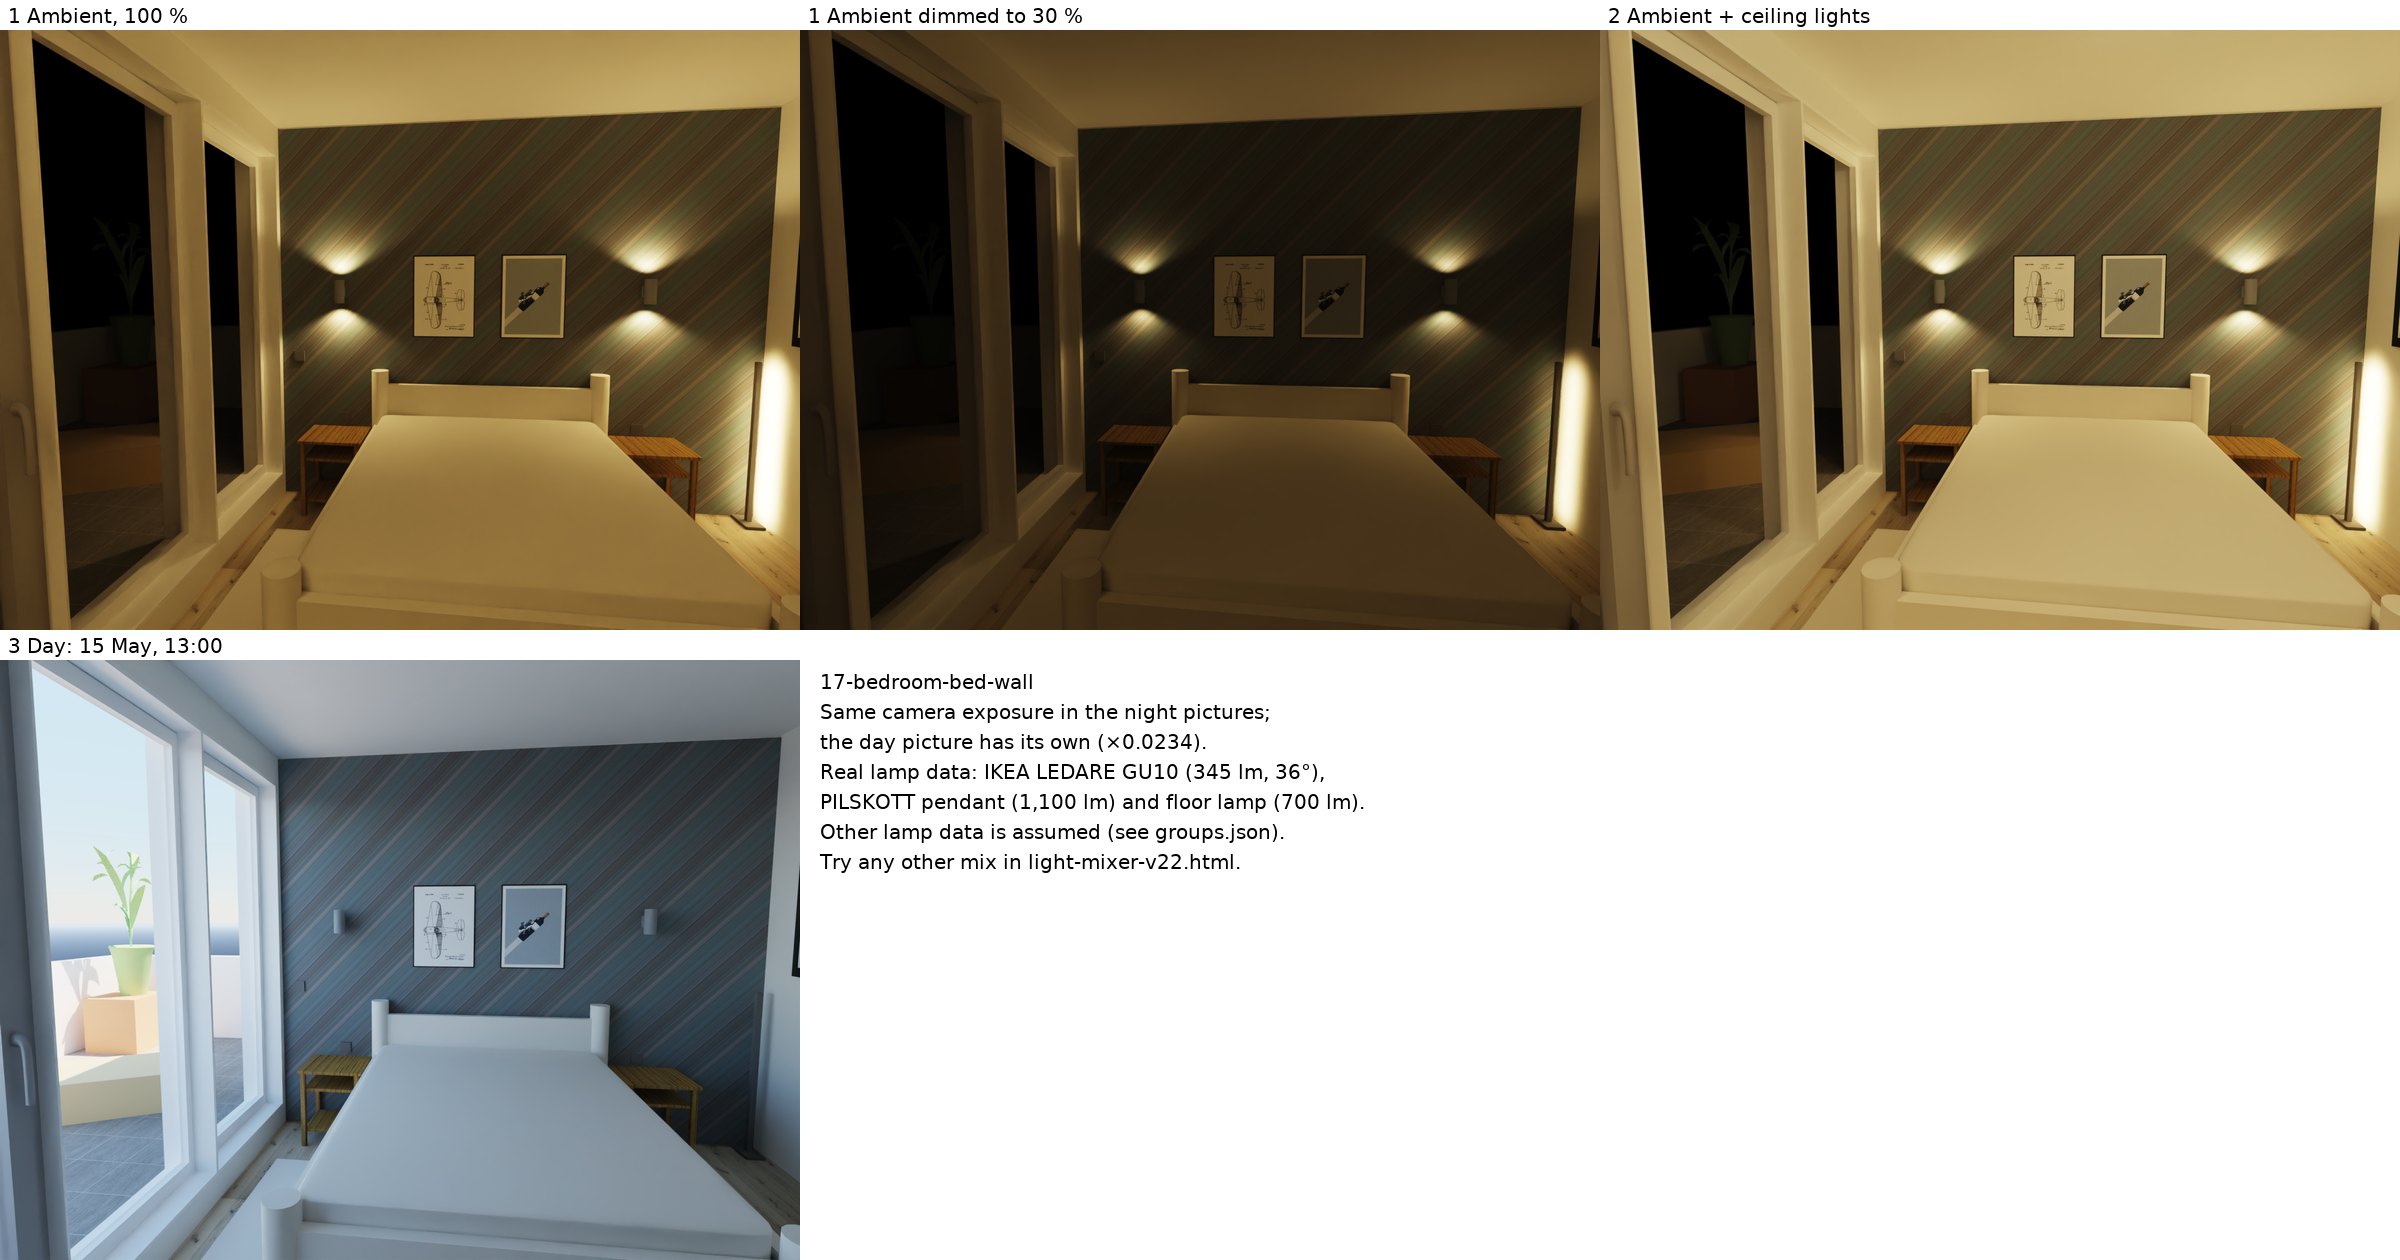 1 Ambient, 100 %
1 Ambient dimmed to 30 %
2 Ambient + ceiling lights
3 Day: 15 May, 13:00
17-bedroom-bed-wall
Same camera exposure in the night pictures;
the day picture has its own (×0.0234).
Real lamp data: IKEA LEDARE GU10 (345 lm, 36°),
PILSKOTT pendant (1,100 lm) and floor lamp (700 lm).
Other lamp data is assumed (see groups.json).
Try any other mix in light-mixer-v22.html.